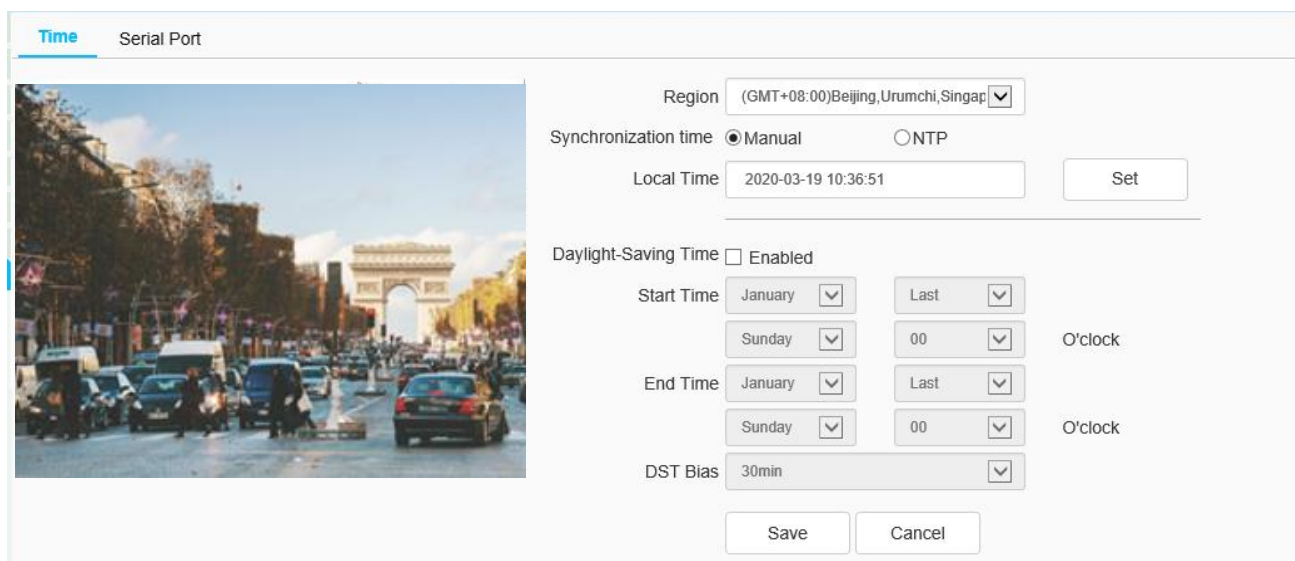 Time Serial Port
Region (GMT+08:00)Beijing,Urumchi,Singap
Synchronization time Manual NTP
Local Time 2020-03-19 10:36:51 Set
Daylight-Saving Time Enabled
Start Time January Last
Sunday 00 O'clock
End Time January Last
Sunday 00 O'clock
DST Bias 30min
Save Cancel